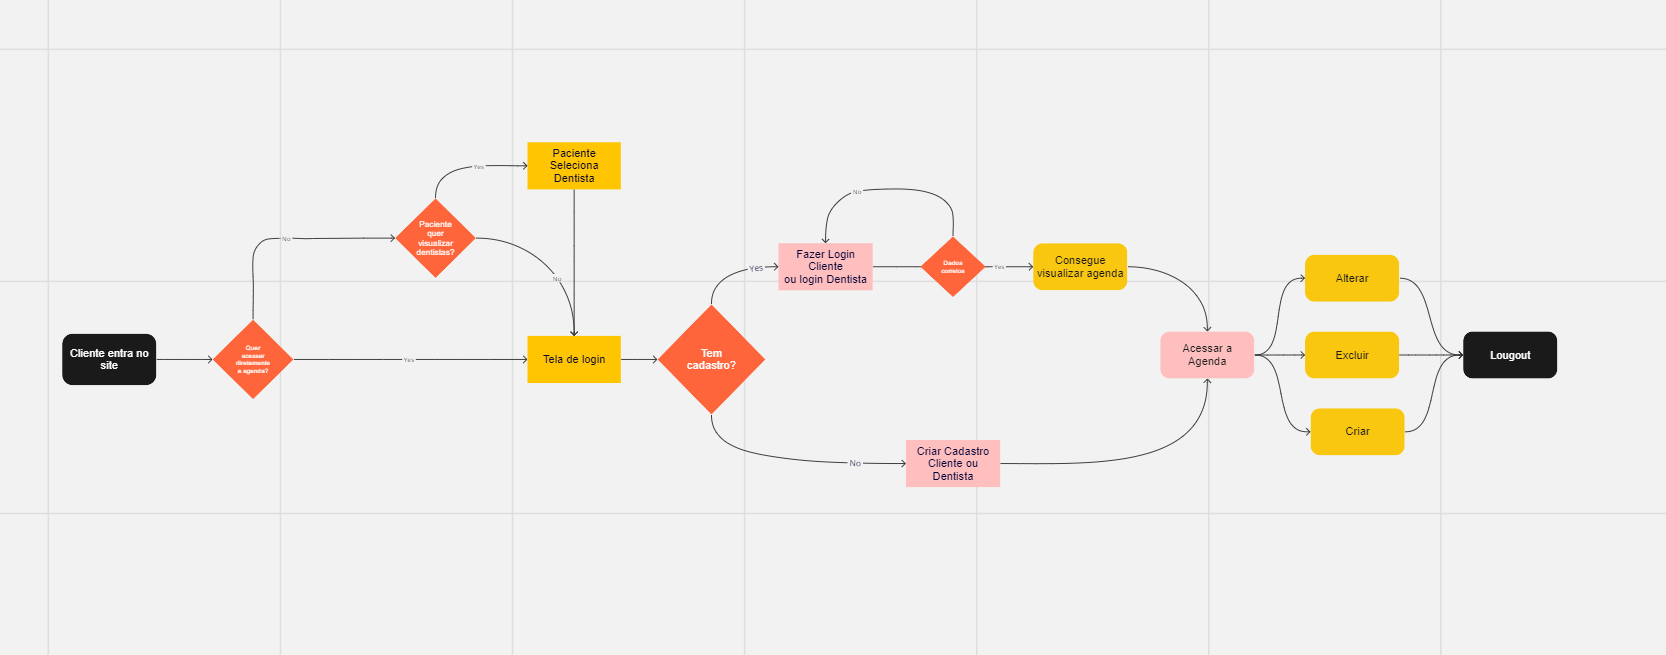 Cliente entra no
site
Quer
acessar
diretamente
a agenda?
No
Yes
Paciente
quer
visualizar
dentistas?
Yes
No
Paciente
Seleciona
Dentista
Tela de login
Tem
cadastro?
Yes
No
Fazer Login
Cliente
ou login Dentista
No
Dados
corretos
Yes
Consegue
visualizar agenda
Criar Cadastro
Cliente ou
Dentista
Acessar a
Agenda
Alterar
Excluir
Criar
Lougout